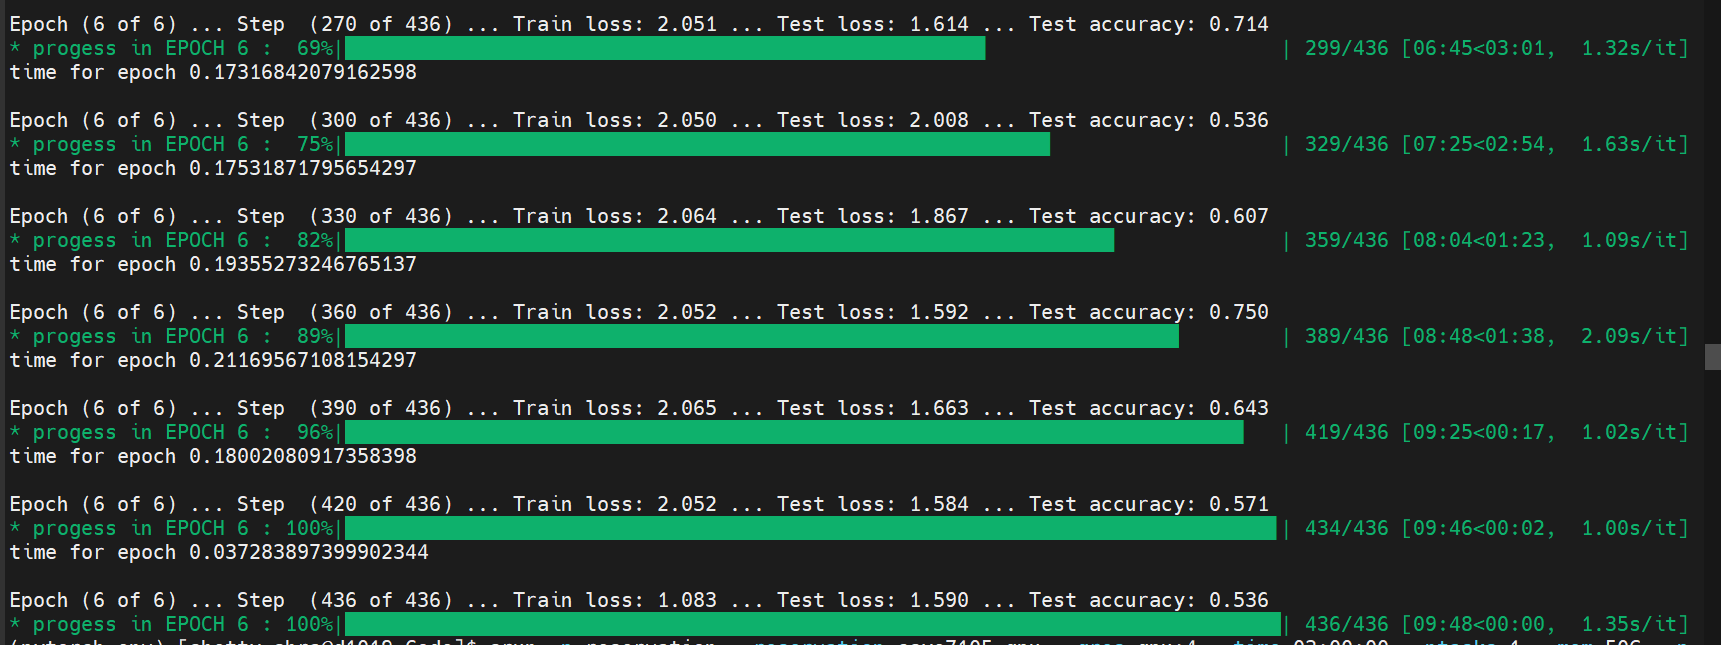 Epoch (6 of 6) ... Step  (270 of 436) ... Train loss: 2.051 ... Test loss: 1.614 ... Test accuracy: 0.714
* progess in EPOCH 6 :  69%| | 299/436 [06:45<03:01,  1.32s/it]
time for epoch 0.17316842079162598
Epoch (6 of 6) ... Step  (300 of 436) ... Train loss: 2.050 ... Test loss: 2.008 ... Test accuracy: 0.536
* progess in EPOCH 6 :  75%| | 329/436 [07:25<02:54,  1.63s/it]
time for epoch 0.17531871795654297
Epoch (6 of 6) ... Step  (330 of 436) ... Train loss: 2.064 ... Test loss: 1.867 ... Test accuracy: 0.607
* progess in EPOCH 6 :  82%| | 359/436 [08:04<01:23,  1.09s/it]
time for epoch 0.19355273246765137
Epoch (6 of 6) ... Step  (360 of 436) ... Train loss: 2.052 ... Test loss: 1.592 ... Test accuracy: 0.750
* progess in EPOCH 6 :  89%| | 389/436 [08:48<01:38,  2.09s/it]
time for epoch 0.21169567108154297
Epoch (6 of 6) ... Step  (390 of 436) ... Train loss: 2.065 ... Test loss: 1.663 ... Test accuracy: 0.643
* progess in EPOCH 6 :  96%| | 419/436 [09:25<00:17,  1.02s/it]
time for epoch 0.18002080917358398
Epoch (6 of 6) ... Step  (420 of 436) ... Train loss: 2.052 ... Test loss: 1.584 ... Test accuracy: 0.571
* progess in EPOCH 6 : 100%| | 434/436 [09:46<00:02,  1.00s/it]
time for epoch 0.037283897399902344
Epoch (6 of 6) ... Step  (436 of 436) ... Train loss: 1.083 ... Test loss: 1.590 ... Test accuracy: 0.536
* progess in EPOCH 6 : 100%| | 436/436 [09:48<00:00,  1.35s/it]